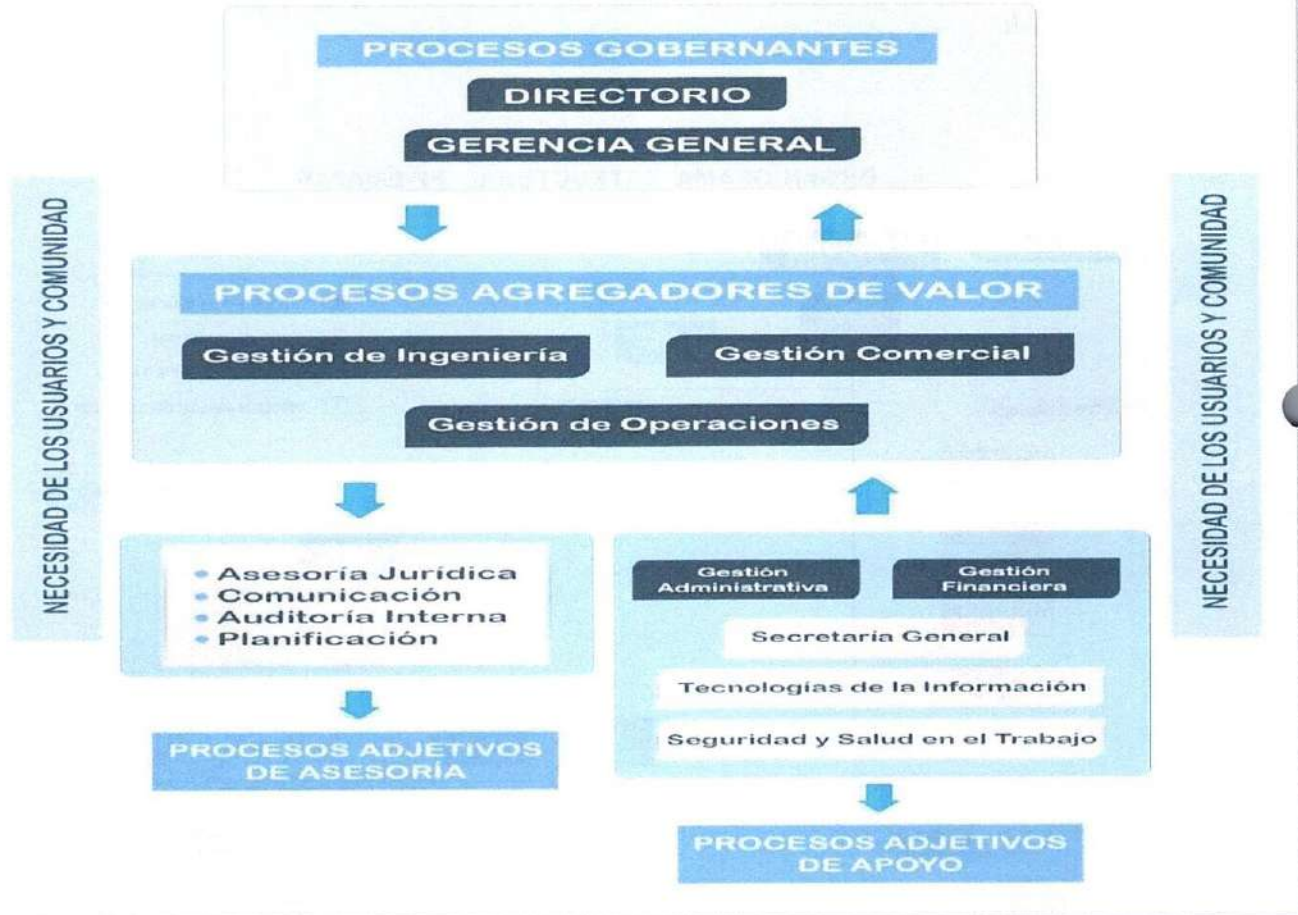 PROCESOS GOBERNANTES
DIRECTORIO
GERENCIA GENERAL
NECESIDAD DE LOS USUARIOS Y COMUNIDAD
PROCESOS AGREGADORES DE VALOR
Gestión de Ingeniería
Gestión Comercial
Gestión de Operaciones
NECESIDAD DE LOS USUARIOS Y COMUNIDAD
• Asesoría Jurídica
• Comunicación
• Auditoría Interna
• Planificación
PROCESOS ADJETIVOS
DE ASESORÍA
Gestión
Administrativa
Gestión
Financiera
Secretaría General
Tecnologías de la Información
Seguridad y Salud en el Trabajo
PROCESOS ADJETIVOS
DE APOYO